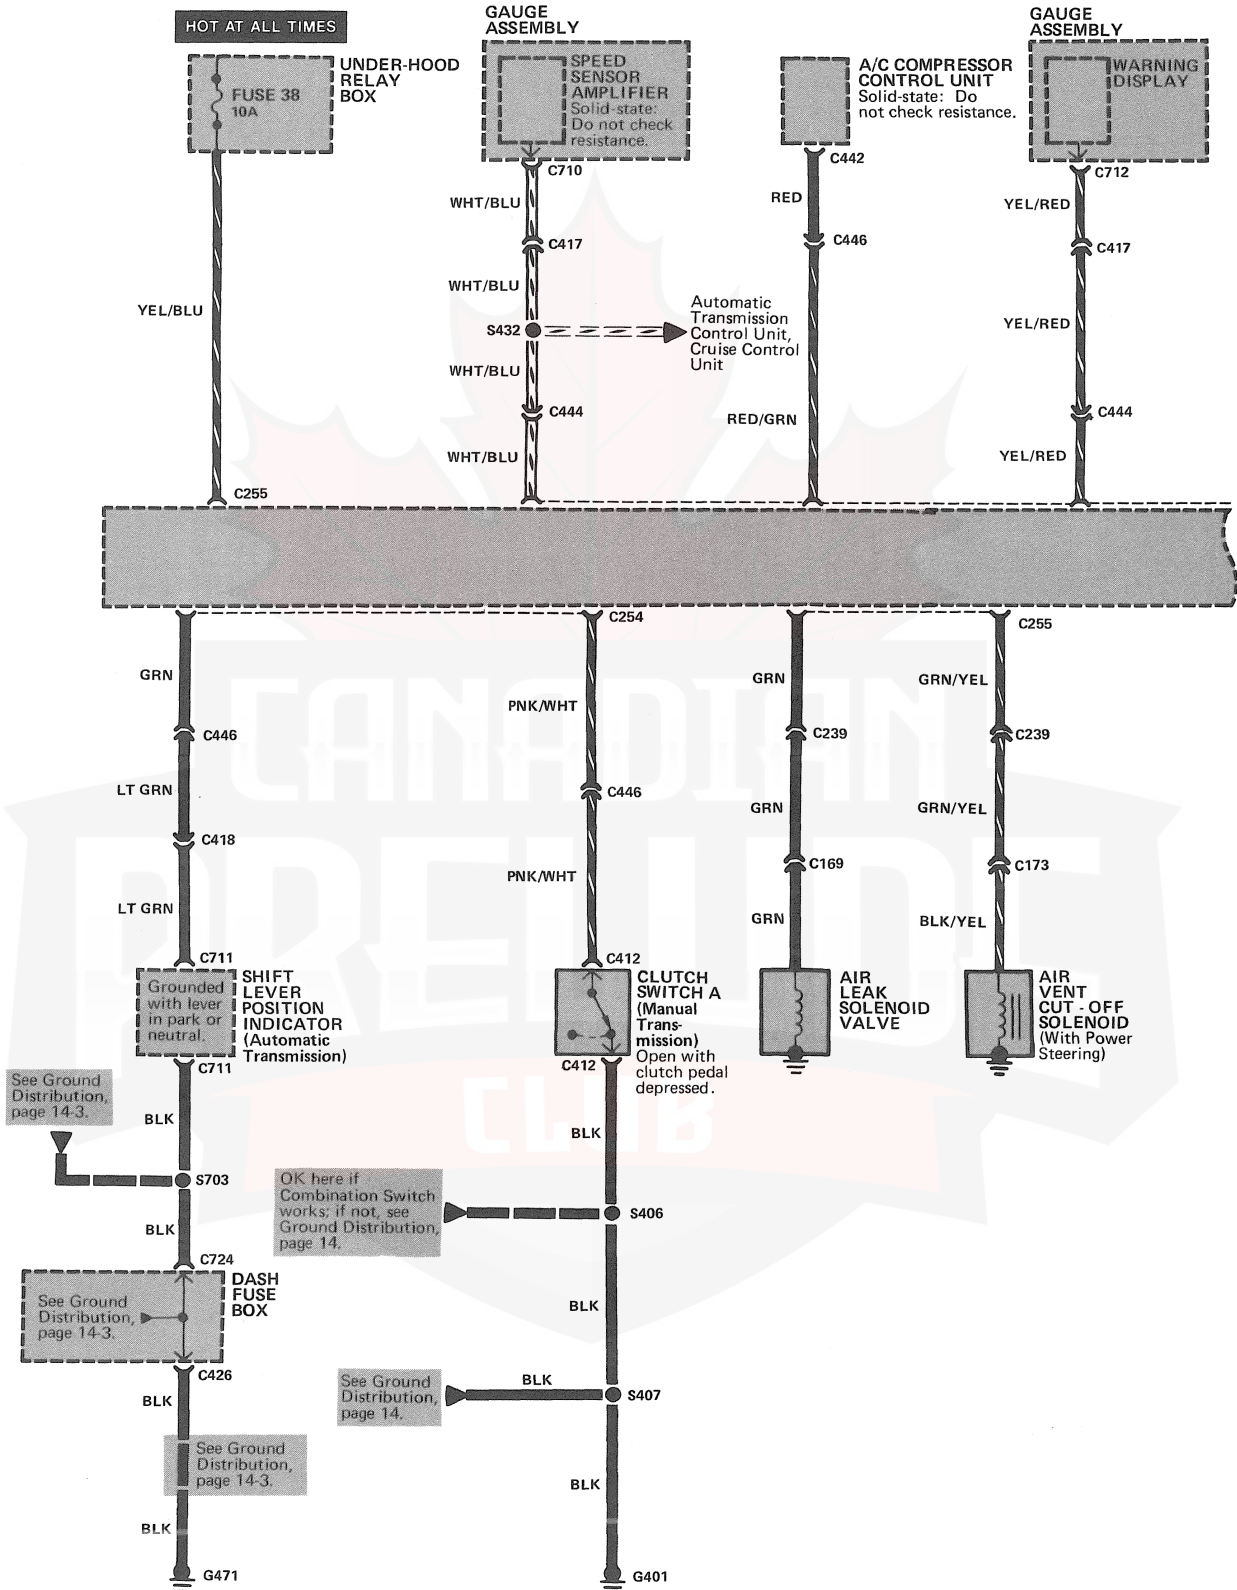 HOT AT ALL TIMES
UNDER-HOOD
RELAY
BOX
FUSE 38
10A
GAUGE
ASSEMBLY
SPEED
SENSOR
AMPLIFIER
Solid-state:
Do not check
resistance.
A/C COMPRESSOR
CONTROL UNIT
Solid-state: Do
not check resistance.
GAUGE
ASSEMBLY
WARNING
DISPLAY
C710
C442
C712
WHT/BLU
RED
YEL/RED
C417
C446
C417
YEL/BLU
WHT/BLU
S432
Automatic
Transmission
Control Unit,
Cruise Control
Unit
YEL/RED
WHT/BLU
C444
RED/GRN
C444
WHT/BLU
YEL/RED
C255
C254
C255
GRN
PNK/WHT
GRN
GRN/YEL
C446
C239
C239
LT GRN
C446
GRN
GRN/YEL
C418
C169
C173
PNK/WHT
LT GRN
GRN
BLK/YEL
C711
C412
Grounded
with lever
in park or
neutral.
SHIFT
LEVER
POSITION
INDICATOR
(Automatic
Transmission)
CLUTCH
SWITCH A
(Manual
Trans-
mission)
Open with
clutch pedal
depressed.
AIR
LEAK
SOLENOID
VALVE
AIR
VENT
CUT - OFF
SOLENOID
(With Power
Steering)
C711
C412
See Ground
Distribution,
page 14-3.
BLK
BLK
S703
OK here if
Combination Switch
works; if not, see
Ground Distribution,
page 14.
S406
BLK
C724
DASH
FUSE
BOX
See Ground
Distribution,
page 14-3.
BLK
C426
BLK
See Ground
Distribution,
page 14.
BLK
S407
See Ground
Distribution,
page 14-3.
BLK
BLK
G471
G401
CANADIAN
PRELUDE
CLUB